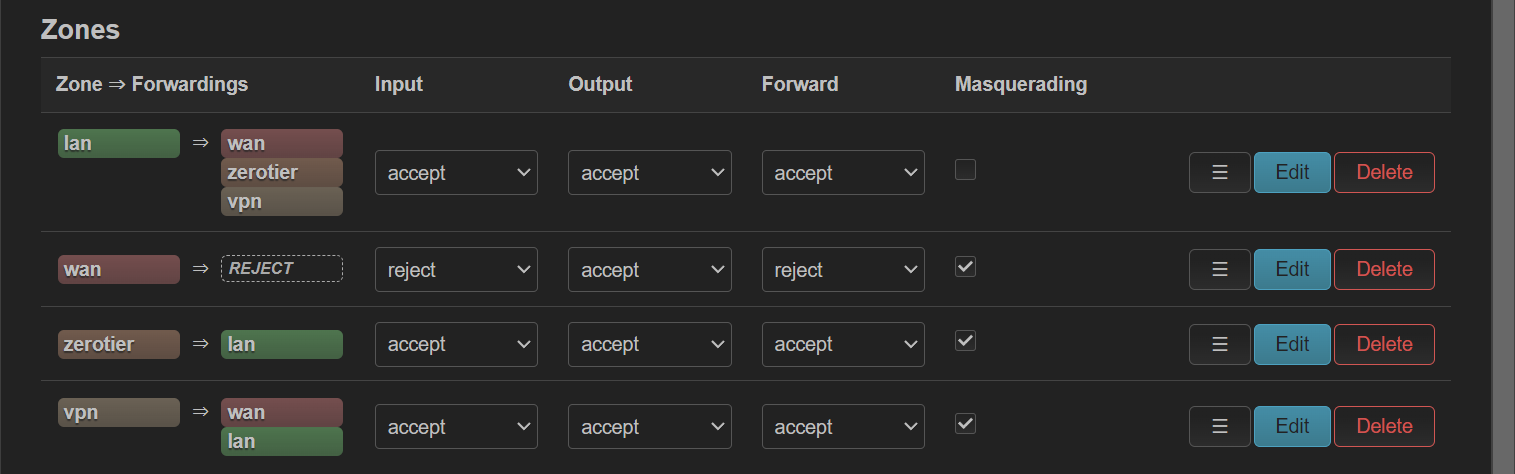 Zones
Zone ⇒ Forwardings Input Output Forward Masquerading
lan ⇒ wan
zerotier
vpn
accept accept accept ☰ Edit Delete
wan ⇒ REJECT reject accept reject ☰ Edit Delete
zerotier ⇒ lan accept accept accept ☰ Edit Delete
vpn ⇒ wan
lan
accept accept accept ☰ Edit Delete